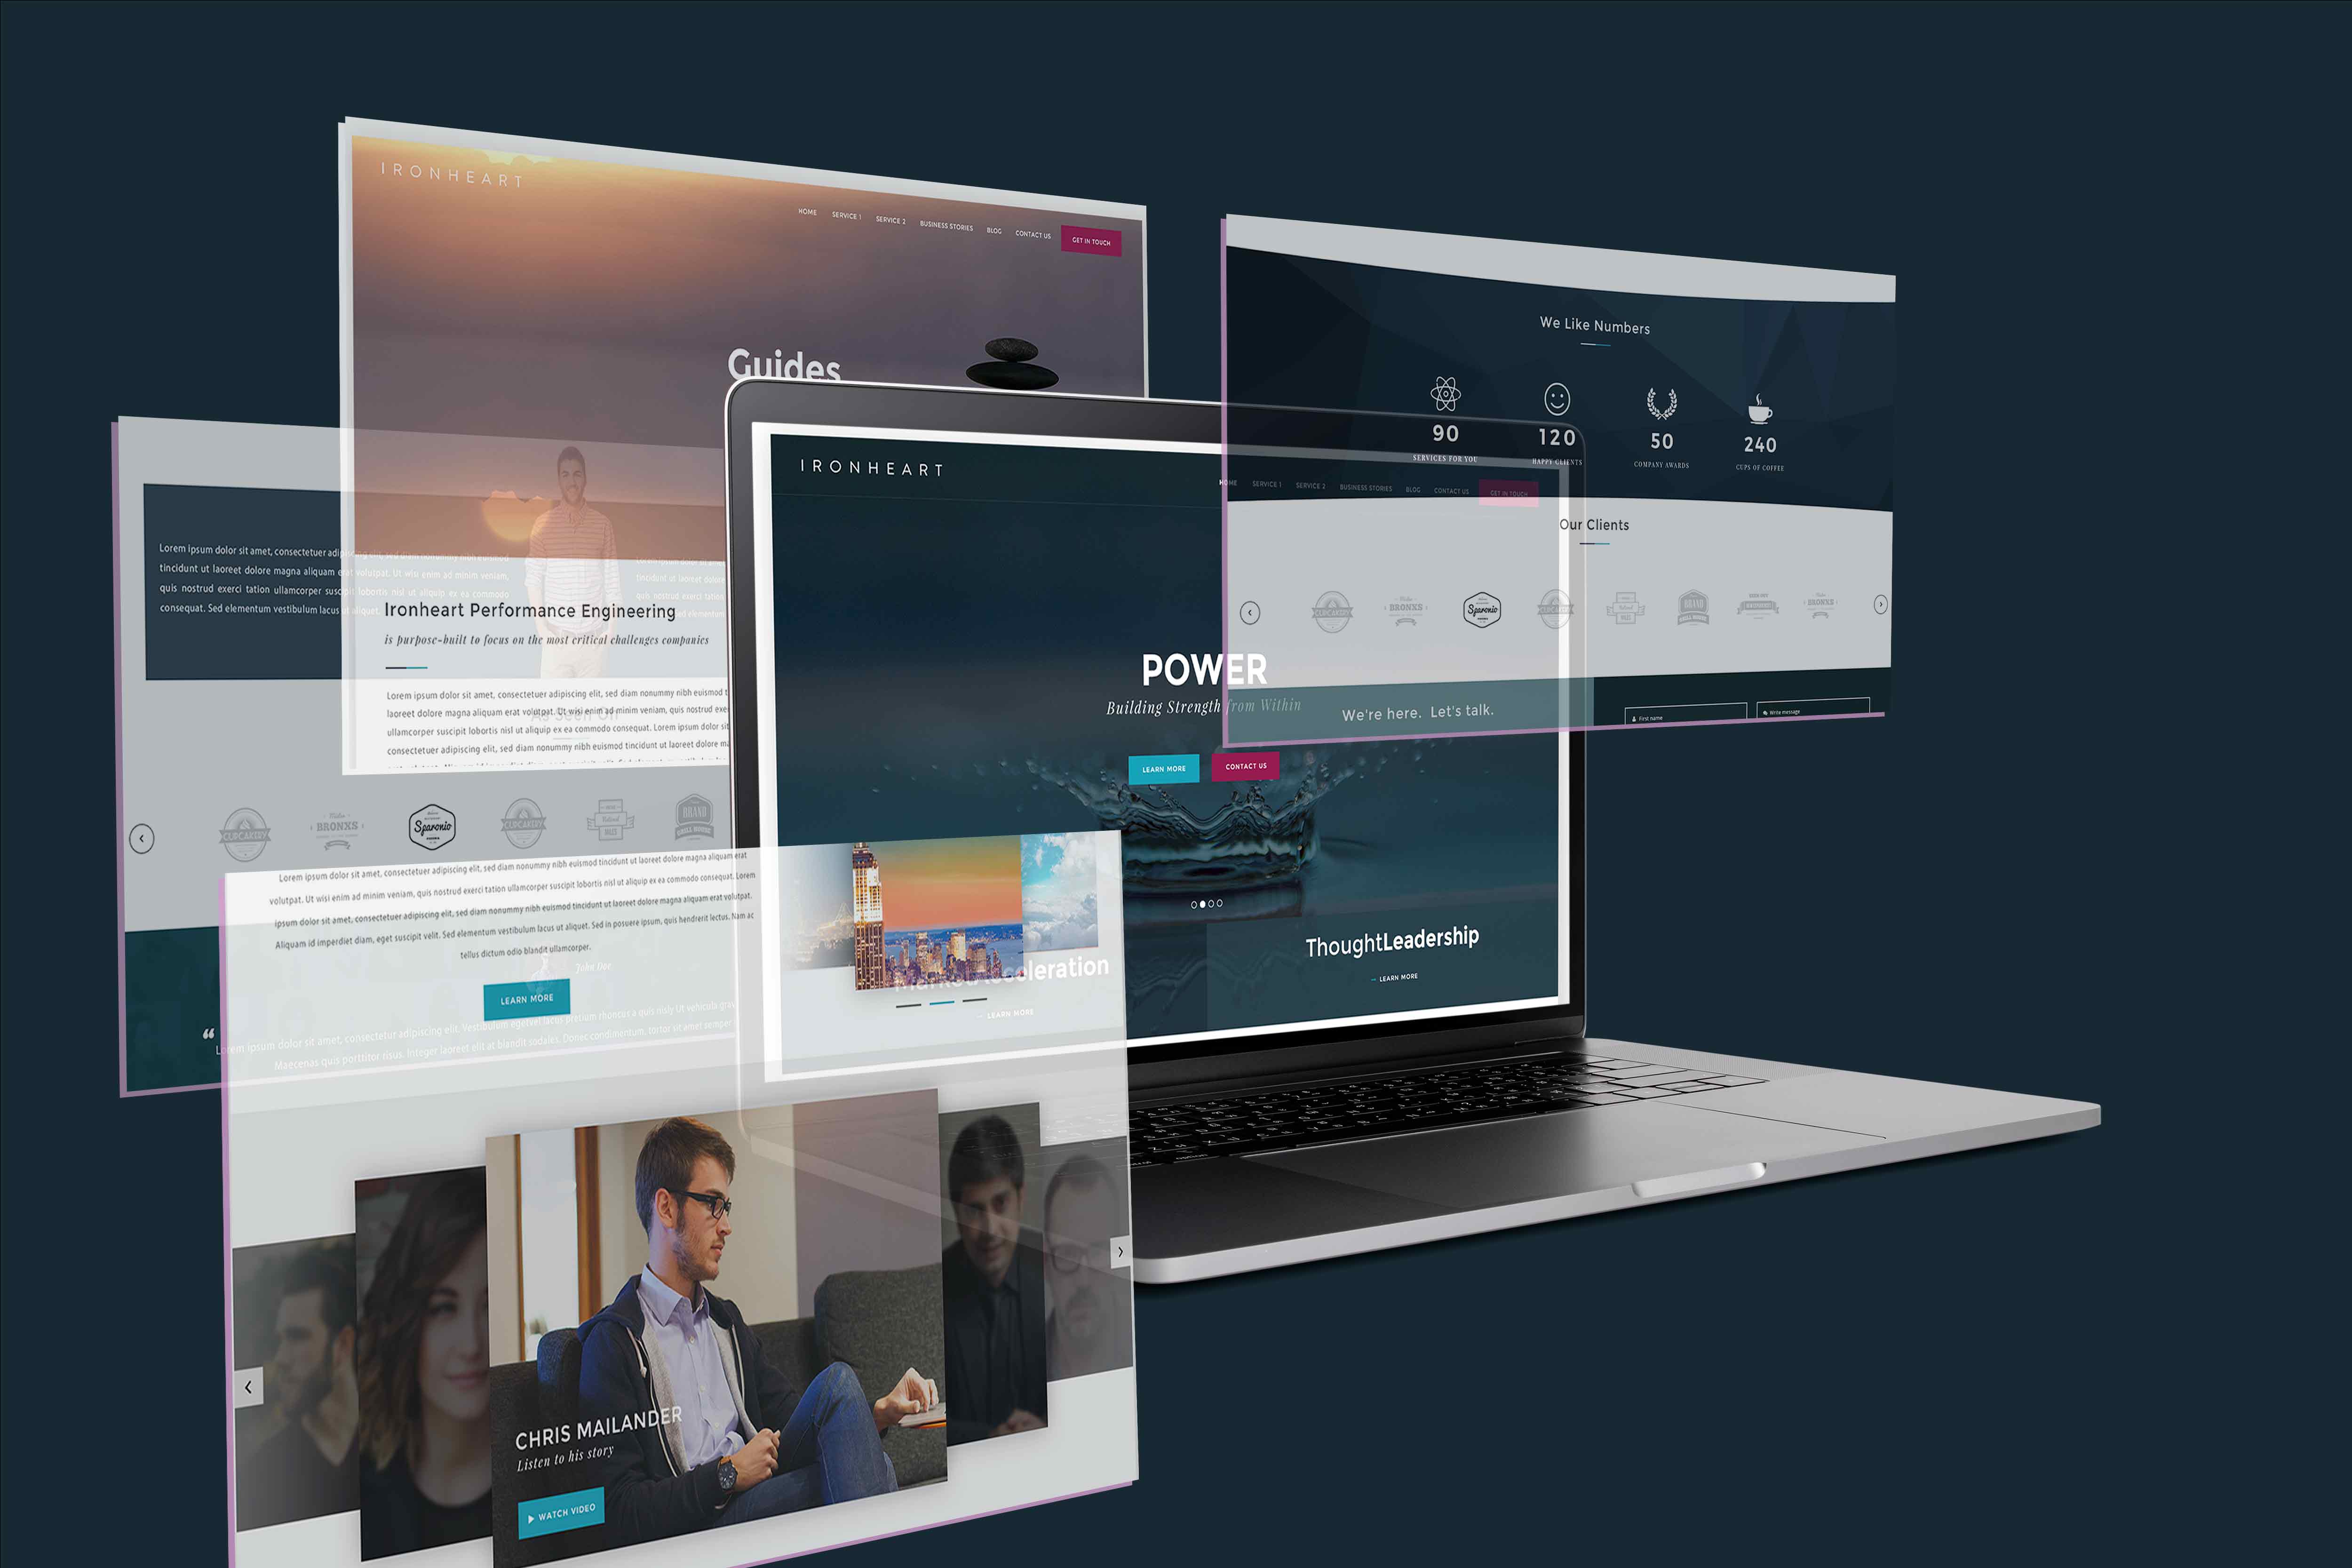 IRONHEART
HOME SERVICE 1 SERVICE 2 BUSINESS STORIES BLOG CONTACT US GET IN TOUCH
Guides
Ironheart Performance Engineering
is purpose-built to focus on the most critical challenges companies
Lorem ipsum dolor sit amet, consectetuer adipiscing elit, sed diam nonummy nibh euismod
laoreet dolore magna aliquam erat volutpat. Ut wisi enim ad minim veniam, quis nostrud
ullamcorper suscipit lobortis nisl ut aliquip ex ea commodo consequat. Lorem ipsum dolor sit
consectetuer adipiscing elit, sed diam nonummy nibh euismod tincidunt ut laoreet dolore
Lorem ipsum dolor sit amet, consectetuer adipiscing elit, sed diam nonummy nibh euismod
tincidunt ut laoreet dolore magna aliquam erat volutpat. Ut wisi enim ad minim veniam,
quis nostrud exerci tation ullamcorper suscipit lobortis nisl ut aliquip ex ea commodo
consequat. Sed elementum vestibulum lacus ut aliquet.
As Seen On
CUPCAKERY
BRONXS
Sparonio
CUPCAKERY
Natural
BRAND
We Like Numbers
90 120 50 240
SERVICES FOR YOU HAPPY CLIENTS COMPANY AWARDS CUPS OF COFFEE
Our Clients
CUPCAKERY
BRONXS
Sparonio
CUPCAKERY
Natural
BRAND
BRONXS
We're here. Let's talk.
First name
Write message
IRONHEART
HOME SERVICE 1 SERVICE 2 BUSINESS STORIES BLOG CONTACT US GET IN TOUCH
POWER
Building Strength from Within
LEARN MORE CONTACT US
ThoughtLeadership
LEARN MORE
LEARN MORE
Lorem ipsum dolor sit amet, consectetuer adipiscing elit, sed diam nonummy nibh euismod tincidunt ut laoreet dolore magna aliquam erat
volutpat. Ut wisi enim ad minim veniam, quis nostrud exerci tation ullamcorper suscipit lobortis nisl ut aliquip ex ea commodo consequat. Lorem
ipsum dolor sit amet, consectetuer adipiscing elit, sed diam nonummy nibh euismod tincidunt ut laoreet dolore magna aliquam erat volutpat.
Aliquam id imperdiet diam, eget suscipit velit. Sed elementum vestibulum lacus ut aliquet. Sed in posuere ipsum, quis hendrerit lectus. Nam ac
tellus dictum odio blandit ullamcorper.
John Doe
LEARN MORE
“ Lorem ipsum dolor sit amet, consectetur adipiscing elit. Vestibulum eget vel lacus pretium rhoncus a quis nisly Ut vehicula
Maecenas quis porttitor risus. Integer laoreet elit at blandit sodales. Donec condimentum, tortor sit amet semper
CHRIS MAILANDER
Listen to his story
WATCH VIDEO